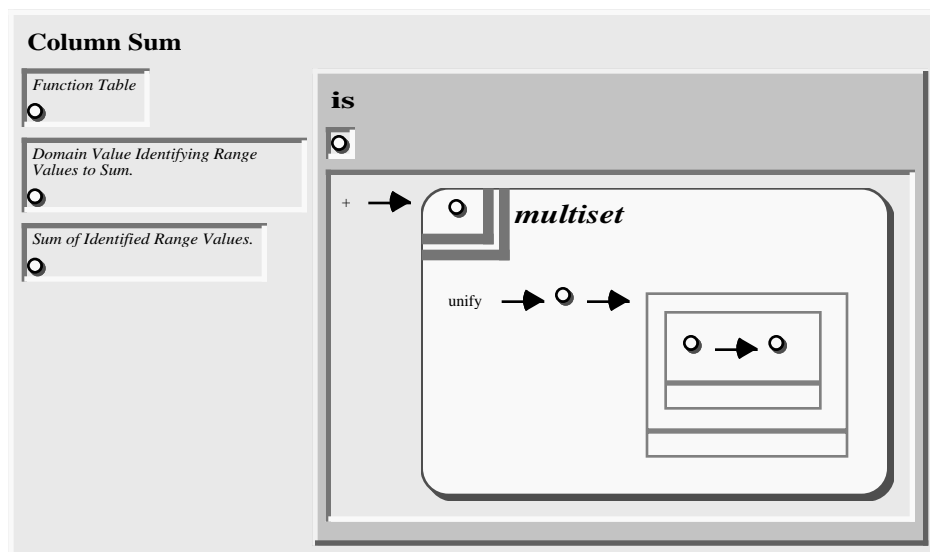 Column Sum
Function Table
Domain Value Identifying Range
Values to Sum.
Sum of Identified Range Values.
is
+
multiset
unify